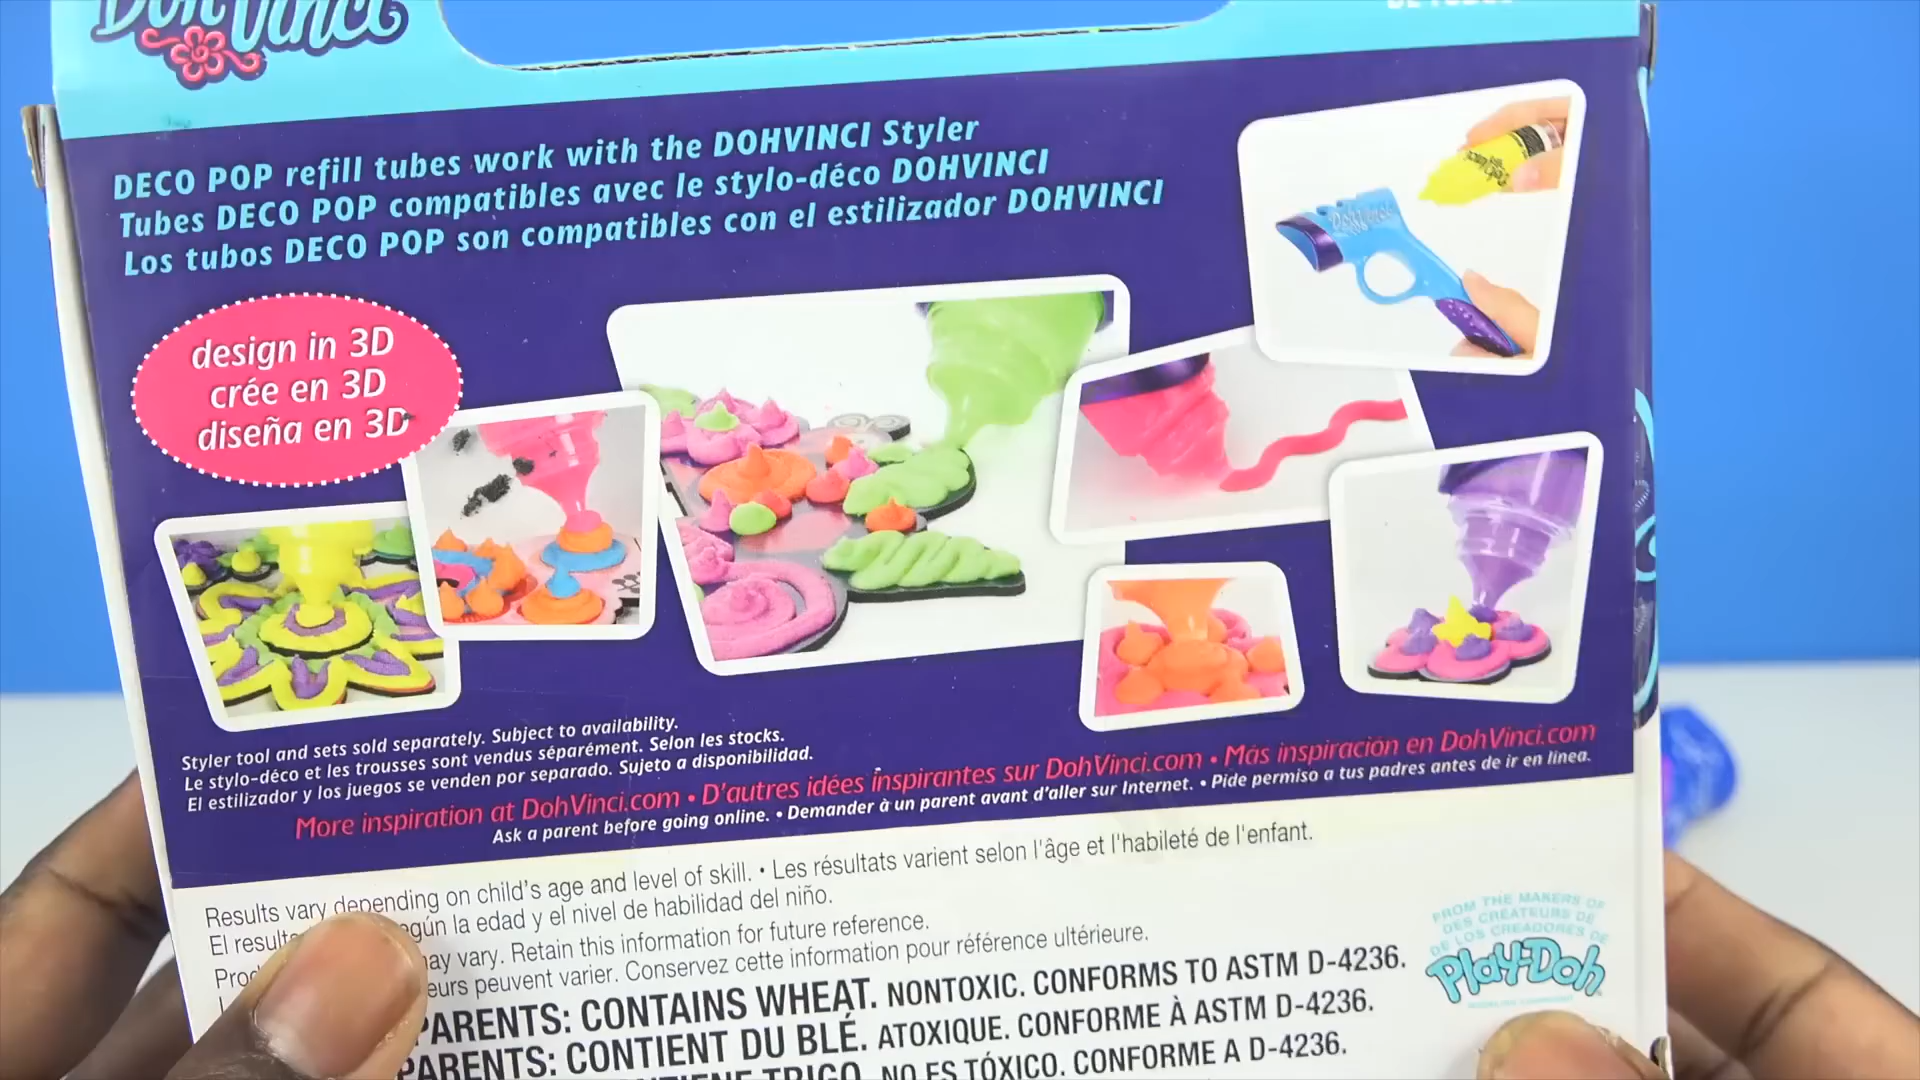 DohVinci
DECO POP refill tubes work with the DOHVINCI Styler
Tubes DECO POP compatibles avec le stylo-déco DOHVINCI
Los tubos DECO POP son compatibles con el estilizador DOHVINCI
design in 3D
crée en 3D
diseña en 3D
DohVinci
Styler tool and sets sold separately. Subject to availability.
Le stylo-déco et les trousses sont vendus séparément. Selon les stocks.
El estilizador y los juegos se venden por separado. Sujeto a disponibilidad.
More inspiration at DohVinci.com • D'autres idées inspirantes sur DohVinci.com • Más inspiración en DohVinci.com
Ask a parent before going online. • Demander à un parent avant d'aller sur Internet. • Pide permiso a tus padres antes de ir en línea.
Results vary depending on child's age and level of skill. • Les résultats varient selon l'âge et l'habileté de l'enfant.
El la edad y el nivel de habilidad del niño.
vary. Retain this information for future reference.
peuvent varier. Conservez cette information pour référence ultérieure.
PARENTS: CONTAINS WHEAT. NONTOXIC. CONFORMS TO ASTM D-4236.
PARENTS: CONTIENT DU BLÉ. ATOXIQUE. CONFORME À ASTM D-4236.
TRIGO. NO ES TÓXICO. CONFORME A D-4236.
FROM THE MAKERS OF
DES CRÉATEURS DE
DE LOS CREADORES DE
Play-Doh